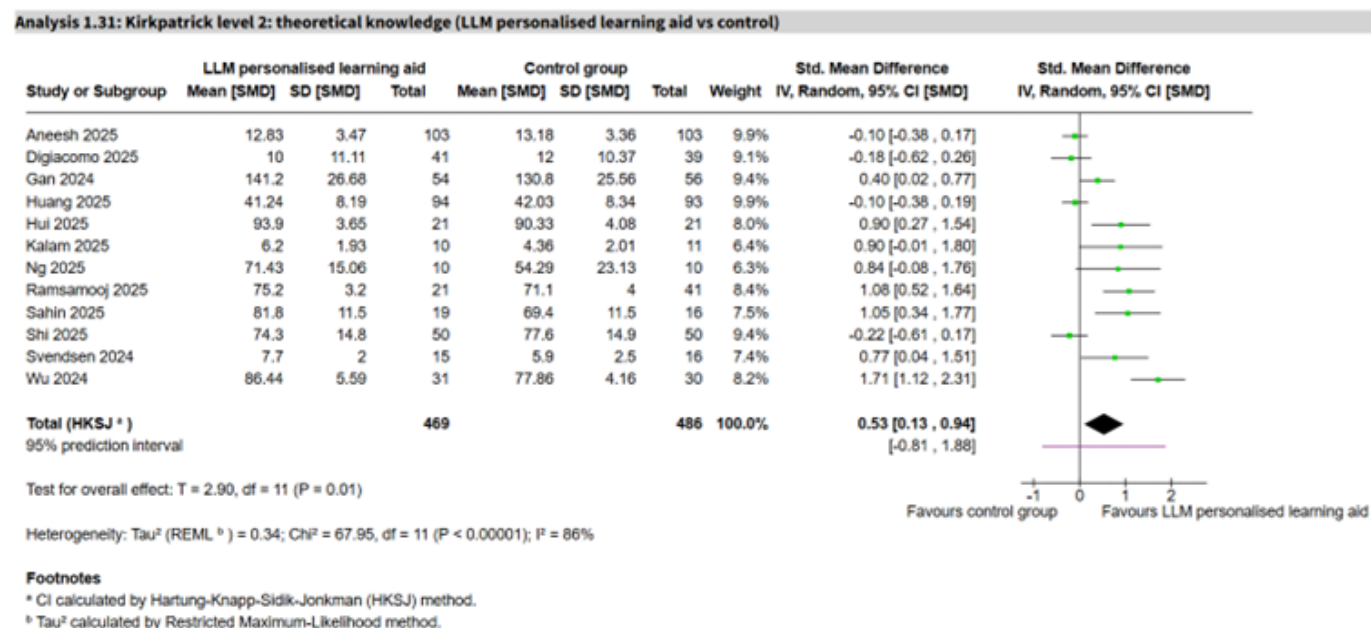 Analysis 1.31: Kirkpatrick level 2: theoretical knowledge (LLM personalised learning aid vs control)
LLM personalised learning aid Control group Std. Mean Difference Std. Mean Difference
Study or Subgroup Mean [SMD] SD [SMD] Total Mean [SMD] SD [SMD] Total Weight IV, Random, 95% CI [SMD] IV, Random, 95% CI [SMD]
Aneesh 2025 12.83 3.47 103 13.18 3.36 103 9.9% -0.10 [-0.38 , 0.17]
Digiacomo 2025 10 11.11 41 12 10.37 39 9.1% -0.18 [-0.62 , 0.26]
Gan 2024 141.2 26.68 54 130.8 25.56 56 9.4% 0.40 [0.02 , 0.77]
Huang 2025 41.24 8.19 94 42.03 8.34 93 9.9% -0.10 [-0.38 , 0.19]
Hui 2025 93.9 3.65 21 90.33 4.08 21 8.0% 0.90 [0.27 , 1.54]
Kalam 2025 6.2 1.93 10 4.36 2.01 11 6.4% 0.90 [-0.01 , 1.80]
Ng 2025 71.43 15.06 10 54.29 23.13 10 6.3% 0.84 [-0.08 , 1.76]
Ramsamooj 2025 75.2 3.2 21 71.1 4 41 8.4% 1.08 [0.52 , 1.64]
Sahin 2025 81.8 11.5 19 69.4 11.5 16 7.5% 1.05 [0.34 , 1.77]
Shi 2025 74.3 14.8 50 77.6 14.9 50 9.4% -0.22 [-0.61 , 0.17]
Svendsen 2024 7.7 2 15 5.9 2.5 16 7.4% 0.77 [0.04 , 1.51]
Wu 2024 86.44 5.59 31 77.86 4.16 30 8.2% 1.71 [1.12 , 2.31]
Total (HKSJ ᵃ ) 469 486 100.0% 0.53 [0.13 , 0.94]
95% prediction interval [-0.81 , 1.88]
Test for overall effect: T = 2.90, df = 11 (P = 0.01)
-1 0 1 2
Favours control group Favours LLM personalised learning aid
Heterogeneity: Tau² (REML ᵇ ) = 0.34; Chi² = 67.95, df = 11 (P < 0.00001); I² = 86%
Footnotes
ᵃ CI calculated by Hartung-Knapp-Sidik-Jonkman (HKSJ) method.
ᵇ Tau² calculated by Restricted Maximum-Likelihood method.